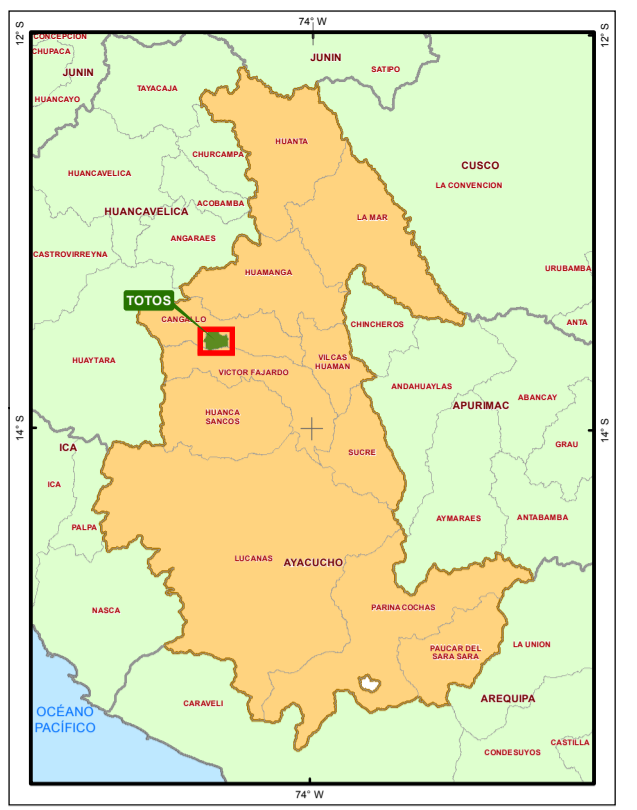 74° W
12° S
12° S
CONCEPCION
CHUPACA
JUNIN
HUANCAYO
TAYACAJA
JUNIN
SATIPO
HUANTA
CHURCAMPA
HUANCAVELICA
CUSCO
LA CONVENCION
ACOBAMBA
HUANCAVELICA
LA MAR
ANGARAES
CASTROVIRREYNA
HUAMANGA
URUBAMBA
TOTOS
CANGALLO
CHINCHEROS
ANTA
HUAYTARA
VILCAS
HUAMAN
VICTOR FAJARDO
ANDAHUAYLAS
ABANCAY
APURIMAC
HUANCA
SANCOS
14° S
14° S
GRAU
ICA
SUCRE
ICA
PALPA
AYMARAES
ANTABAMBA
LUCANAS
AYACUCHO
NASCA
PARINACOCHAS
PAUCAR DEL
SARA SARA
LA UNION
CARAVELI
AREQUIPA
OCÉANO
PACÍFICO
CASTILLA
CONDESUYOS
74° W